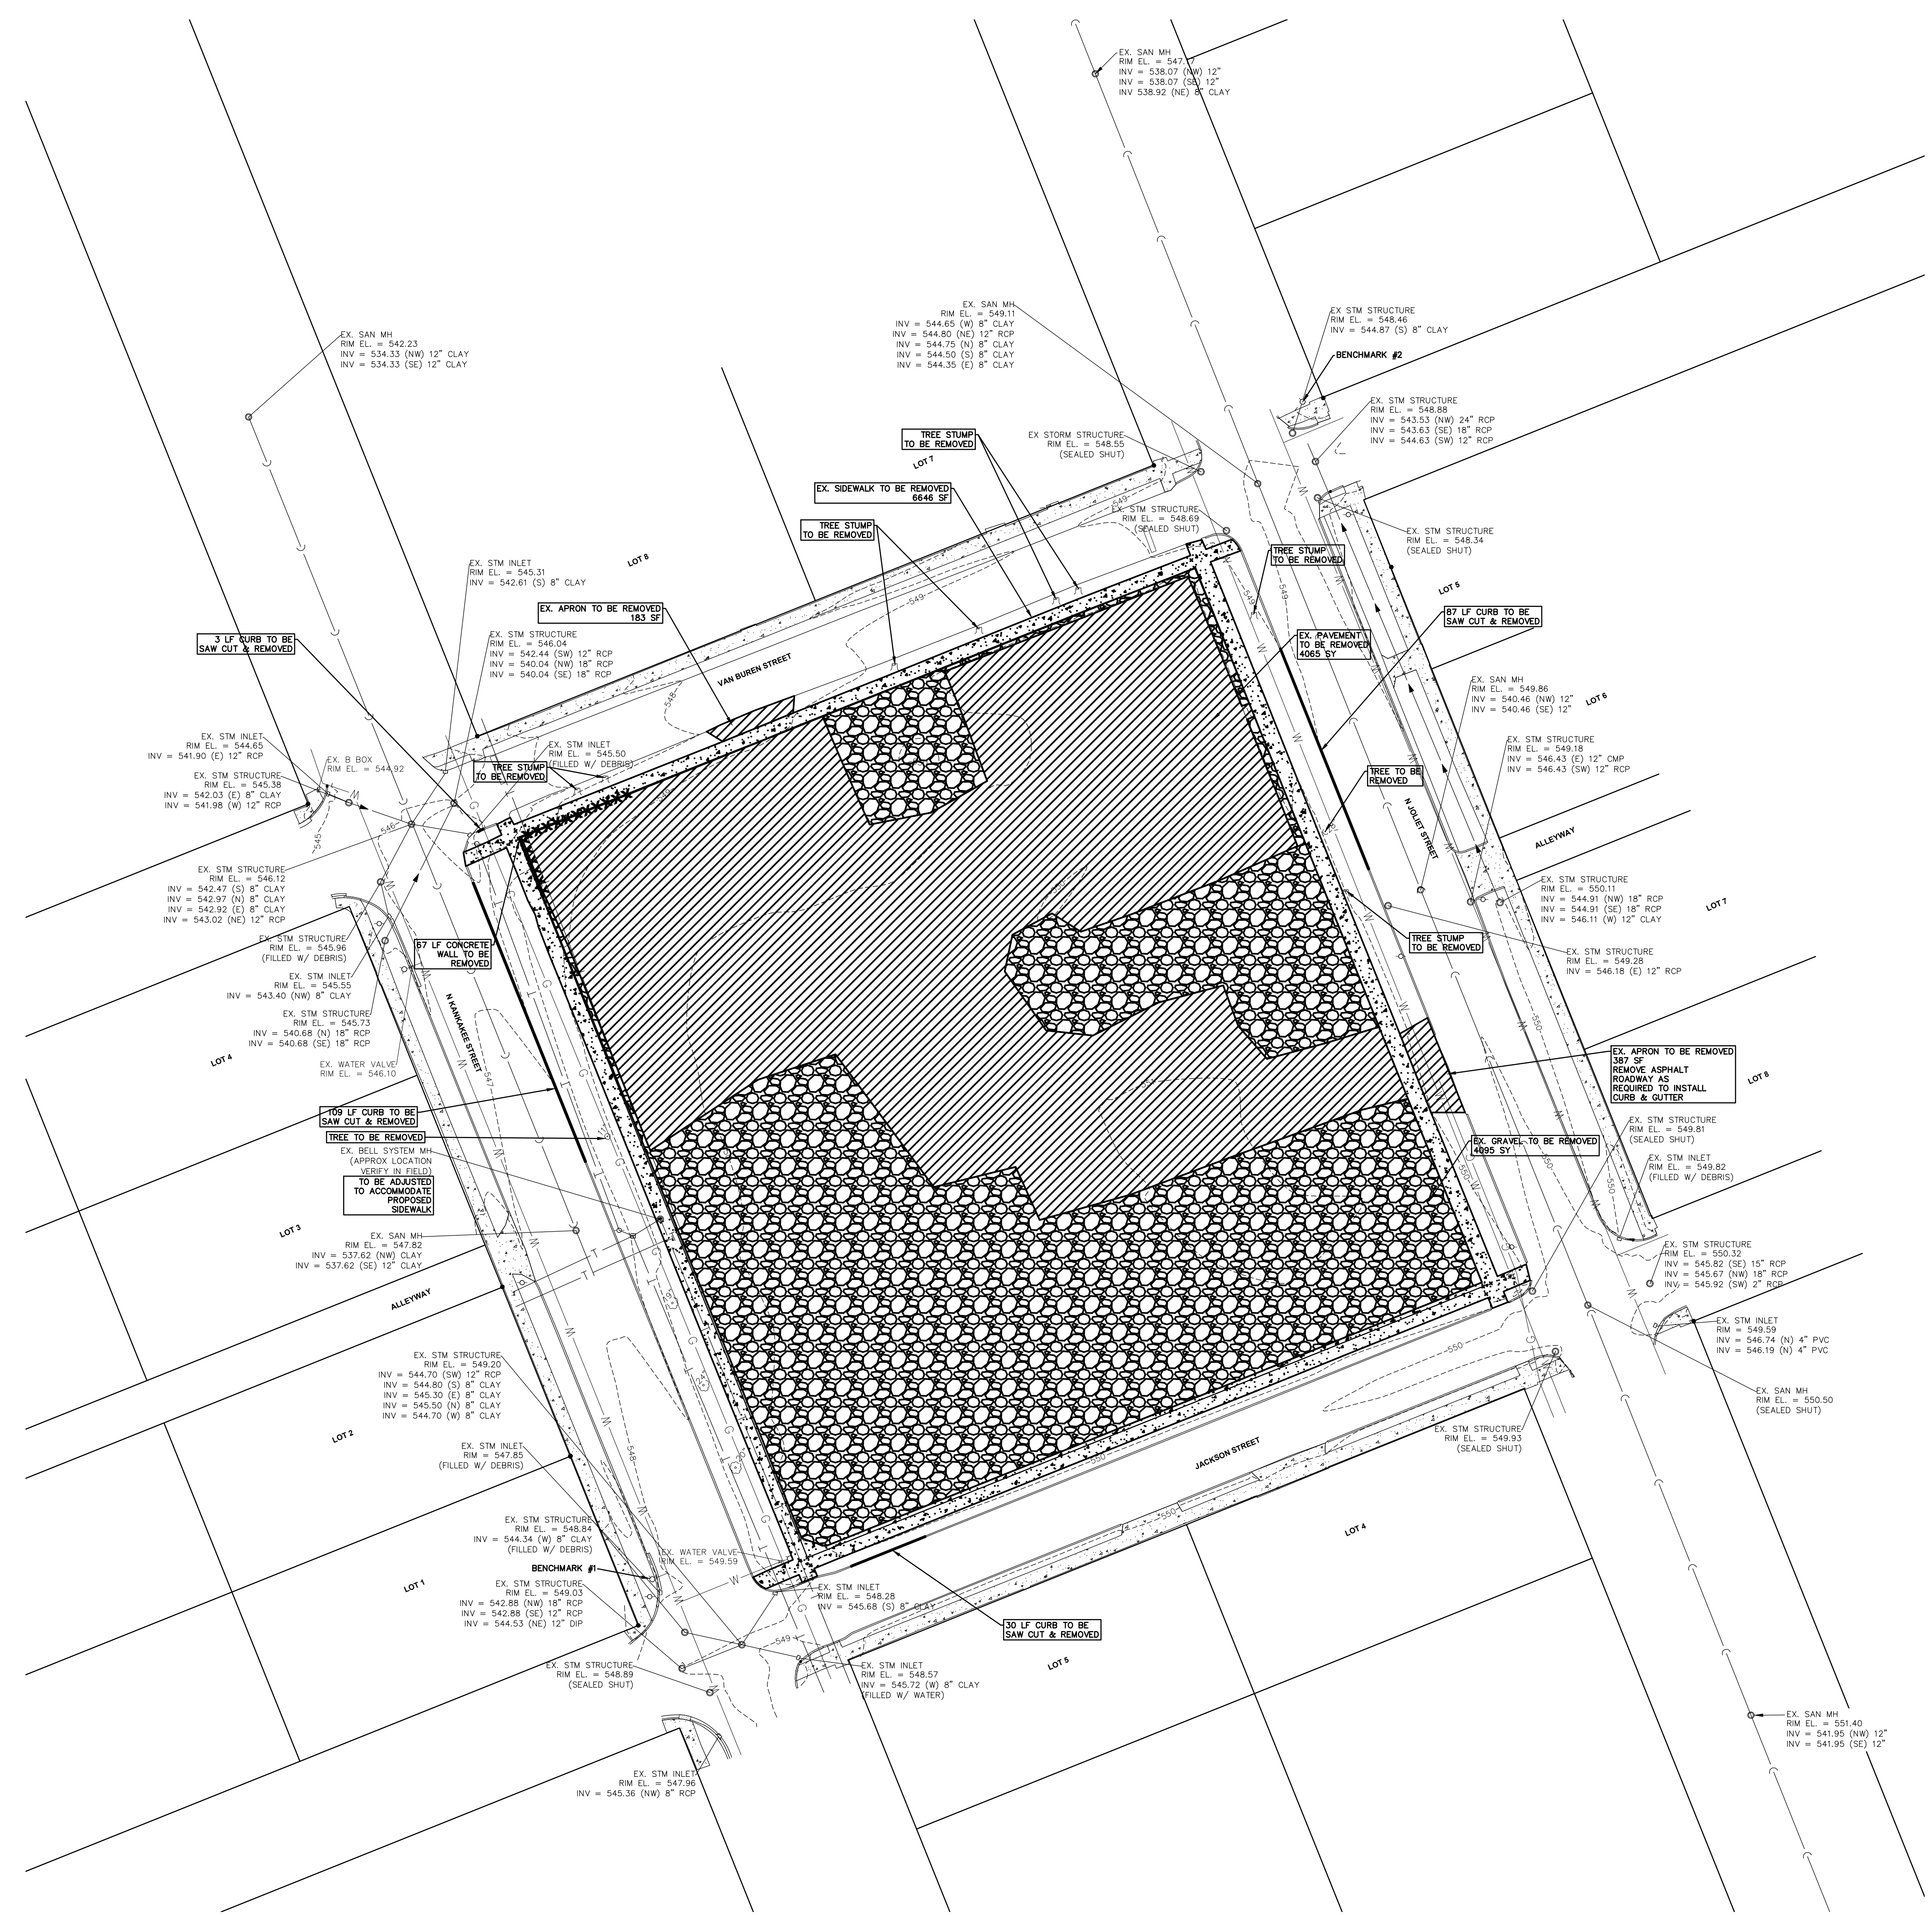 EX. SAN MH
RIM EL. = 547.
INV = 538.07 (NW) 12"
INV = 538.07 (SE) 12"
INV 538.92 (NE) 8" CLAY
EX. SAN MH
RIM EL. = 549.11
INV = 544.65 (W) 8" CLAY
INV = 544.80 (NE) 12" RCP
INV = 544.75 (N) 8" CLAY
INV = 544.50 (S) 8" CLAY
INV = 544.35 (E) 8" CLAY
EX STM STRUCTURE
RIM EL. = 548.46
INV = 544.87 (S) 8" CLAY
BENCHMARK #2
EX. SAN MH
RIM EL. = 542.23
INV = 534.33 (NW) 12" CLAY
INV = 534.33 (SE) 12" CLAY
EX. STM STRUCTURE
RIM EL. = 548.88
INV = 543.53 (NW) 24" RCP
INV = 543.63 (SE) 18" RCP
INV = 544.63 (SW) 12" RCP
TREE STUMP
TO BE REMOVED
EX STORM STRUCTURE
RIM EL. = 548.55
(SEALED SHUT)
LOT 7
EX. SIDEWALK TO BE REMOVED
6646 SF
549
EX. STM STRUCTURE
RIM EL. = 548.69
(SEALED SHUT)
TREE STUMP
TO BE REMOVED
EX. STM STRUCTURE
RIM EL. = 548.34
(SEALED SHUT)
LOT 8
TREE STUMP
TO BE REMOVED
EX. STM INLET
RIM EL. = 545.31
INV = 542.61 (S) 8" CLAY
LOT 5
549
549
549
EX. APRON TO BE REMOVED
183 SF
87 LF CURB TO BE
SAW CUT & REMOVED
3 LF CURB TO BE
SAW CUT & REMOVED
EX. STM STRUCTURE
RIM EL. = 546.04
INV = 542.44 (SW) 12" RCP
INV = 540.04 (NW) 18" RCP
INV = 540.04 (SE) 18" RCP
EX. PAVEMENT
TO BE REMOVED
4065 SY
VAN BUREN STREET
548
EX. SAN MH
RIM EL. = 549.86
INV = 540.46 (NW) 12"
INV = 540.46 (SE) 12"
LOT 6
EX. STM INLET
RIM EL. = 544.65
INV = 541.90 (E) 12" RCP
EX. B BOX
RIM EL. = 544.92
EX. STM INLET
RIM EL. = 545.50
(FILLED W/ DEBRIS)
TREE STUMP
TO BE REMOVED
EX. STM STRUCTURE
RIM EL. = 549.18
INV = 546.43 (E) 12" CMP
INV = 546.43 (SW) 12" RCP
EX. STM STRUCTURE
RIM EL. = 545.38
INV = 542.03 (E) 8" CLAY
INV = 541.98 (W) 12" RCP
TREE TO BE
REMOVED
N JOLIET STREET
545
546
549
ALLEYWAY
EX. STM STRUCTURE
RIM EL. = 546.12
INV = 542.47 (S) 8" CLAY
INV = 542.97 (N) 8" CLAY
INV = 542.92 (E) 8" CLAY
INV = 543.02 (NE) 12" RCP
EX. STM STRUCTURE
RIM EL. = 550.11
INV = 544.91 (NW) 18" RCP
INV = 544.91 (SE) 18" RCP
INV = 546.11 (W) 12" CLAY
LOT 7
EX. STM STRUCTURE
RIM EL. = 545.96
(FILLED W/ DEBRIS)
67 LF CONCRETE
WALL TO BE
REMOVED
TREE STUMP
TO BE REMOVED
EX. STM STRUCTURE
RIM EL. = 549.28
INV = 546.18 (E) 12" RCP
EX. STM INLET
RIM EL. = 545.55
INV = 543.40 (NW) 8" CLAY
EX. STM STRUCTURE
RIM EL. = 545.73
INV = 540.68 (N) 18" RCP
INV = 540.68 (SE) 18" RCP
N KANKAKEE STREET
LOT 4
EX. WATER VALVE
RIM EL. = 546.10
547
550
EX. APRON TO BE REMOVED
387 SF
REMOVE ASPHALT
ROADWAY AS
REQUIRED TO INSTALL
CURB & GUTTER
LOT 8
109 LF CURB TO BE
SAW CUT & REMOVED
TREE TO BE REMOVED
EX. BELL SYSTEM MH
(APPROX LOCATION
VERIFY IN FIELD)
TO BE ADJUSTED
TO ACCOMMODATE
PROPOSED
SIDEWALK
EX. GRAVEL TO BE REMOVED
4095 SY
EX. STM STRUCTURE
RIM EL. = 549.81
(SEALED SHUT)
EX. STM INLET
RIM EL. = 549.82
(FILLED W/ DEBRIS)
550
550
550
LOT 3
EX. SAN MH
RIM EL. = 547.82
INV = 537.62 (NW) CLAY
INV = 537.62 (SE) 12" CLAY
EX. STM STRUCTURE
RIM EL. = 550.32
INV = 545.82 (SE) 15" RCP
INV = 545.67 (NW) 18" RCP
INV = 545.92 (SW) 2" RCP
ALLEYWAY
EX. STM INLET
RIM = 549.59
INV = 546.74 (N) 4" PVC
INV = 546.19 (N) 4" PVC
EX. STM STRUCTURE
RIM EL. = 549.20
INV = 544.70 (SW) 12" RCP
INV = 544.80 (S) 8" CLAY
INV = 545.30 (E) 8" CLAY
INV = 545.50 (N) 8" CLAY
INV = 544.70 (W) 8" CLAY
550
EX. SAN MH
RIM EL. = 550.50
(SEALED SHUT)
LOT 2
EX. STM INLET
RIM = 547.85
(FILLED W/ DEBRIS)
548
EX. STM STRUCTURE
RIM EL. = 549.93
(SEALED SHUT)
JACKSON STREET
550
550
EX. STM STRUCTURE
RIM EL. = 548.84
INV = 544.34 (W) 8" CLAY
(FILLED W/ DEBRIS)
LOT 4
EX. WATER VALVE
RIM EL. = 549.59
BENCHMARK #1
LOT 1
EX. STM STRUCTURE
RIM EL. = 549.03
INV = 542.88 (NW) 18" RCP
INV = 542.88 (SE) 12" RCP
INV = 544.53 (NE) 12" DIP
EX. STM INLET
RIM EL. = 548.28
INV = 545.68 (S) 8" CLAY
30 LF CURB TO BE
SAW CUT & REMOVED
549
EX. STM STRUCTURE
RIM EL. = 548.89
(SEALED SHUT)
EX. STM INLET
RIM EL. = 548.57
INV = 545.72 (W) 8" CLAY
(FILLED W/ WATER)
LOT 5
EX. SAN MH
RIM EL. = 551.40
INV = 541.95 (NW) 12"
INV = 541.95 (SE) 12"
EX. STM INLET
RIM EL. = 547.96
INV = 545.36 (NW) 8" RCP